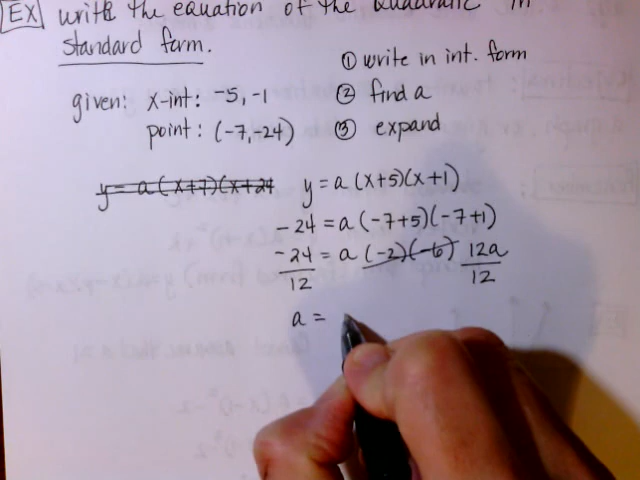 Ex write the equation of the Quadratic in
standard form.
① write in int. form
given: x-int: -5, -1
② find a
point: (-7, -24)
③ expand
y = a(x+7)(x+24
y = a(x+5)(x+1)
-24 = a(-7+5)(-7+1)
-24 = a(-2)(-6) 12a
12 12
a =